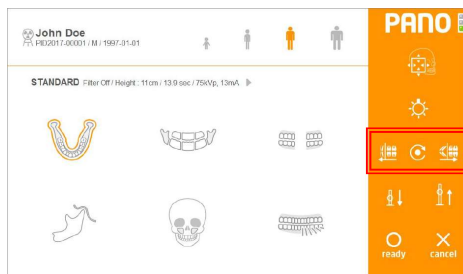 John Doe
PID2017-00001 / M / 1997-01-01
PANO
STANDARD Filter Off / Height : 11cm / 13.9 sec / 75kVp, 13mA
ready
cancel